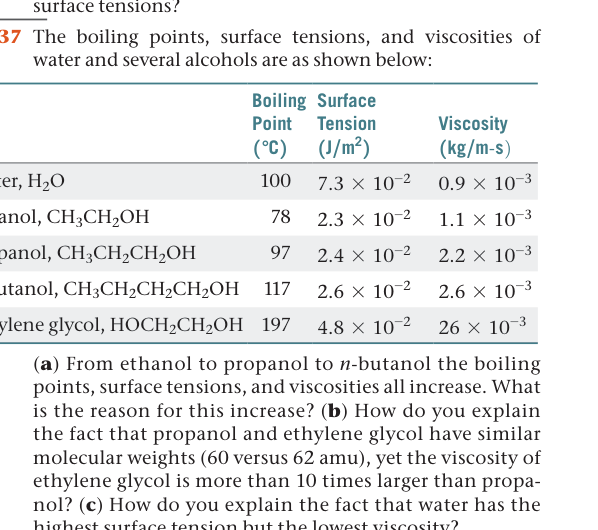 surface tensions?
37 The boiling points, surface tensions, and viscosities of
water and several alcohols are as shown below:
Boiling Surface
Point Tension Viscosity
(°C) (J/m²) (kg/m-s)
ter, H₂O 100 7.3 × 10⁻² 0.9 × 10⁻³
anol, CH₃CH₂OH 78 2.3 × 10⁻² 1.1 × 10⁻³
panol, CH₃CH₂CH₂OH 97 2.4 × 10⁻² 2.2 × 10⁻³
utanol, CH₃CH₂CH₂CH₂OH 117 2.6 × 10⁻² 2.6 × 10⁻³
ylene glycol, HOCH₂CH₂OH 197 4.8 × 10⁻² 26 × 10⁻³
(a) From ethanol to propanol to n-butanol the boiling
points, surface tensions, and viscosities all increase. What
is the reason for this increase? (b) How do you explain
the fact that propanol and ethylene glycol have similar
molecular weights (60 versus 62 amu), yet the viscosity of
ethylene glycol is more than 10 times larger than propa-
nol? (c) How do you explain the fact that water has the
highest surface tension but the lowest viscosity?